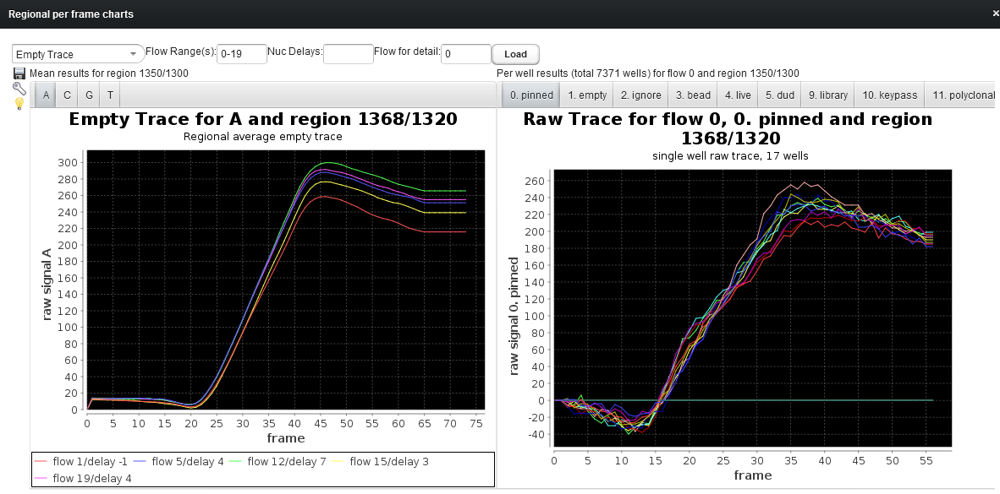 Regional per frame charts ×
Empty Trace Flow Range(s): 0-19 Nuc Delays: Flow for detail: 0 Load
Mean results for region 1350/1300
Per well results (total 7371 wells) for flow 0 and region 1350/1300
A C G T
0. pinned 1. empty 2. ignore 3. bead 4. live 5. dud 9. library 10. keypass 11. polyclonal
Empty Trace for A and region 1368/1320
Regional average empty trace
300
280
260
240
220
200
180
160
140
120
100
80
60
40
20
0
raw signal A
0 5 10 15 20 25 30 35 40 45 50 55 60 65 70 75
frame
flow 1/delay -1 flow 5/delay 4 flow 12/delay 7 flow 15/delay 3
flow 19/delay 4
Raw Trace for flow 0, 0. pinned and region
1368/1320
single well raw trace, 17 wells
260
240
220
200
180
160
140
120
100
80
60
40
20
0
-20
-40
raw signal 0. pinned
0 5 10 15 20 25 30 35 40 45 50 55
frame